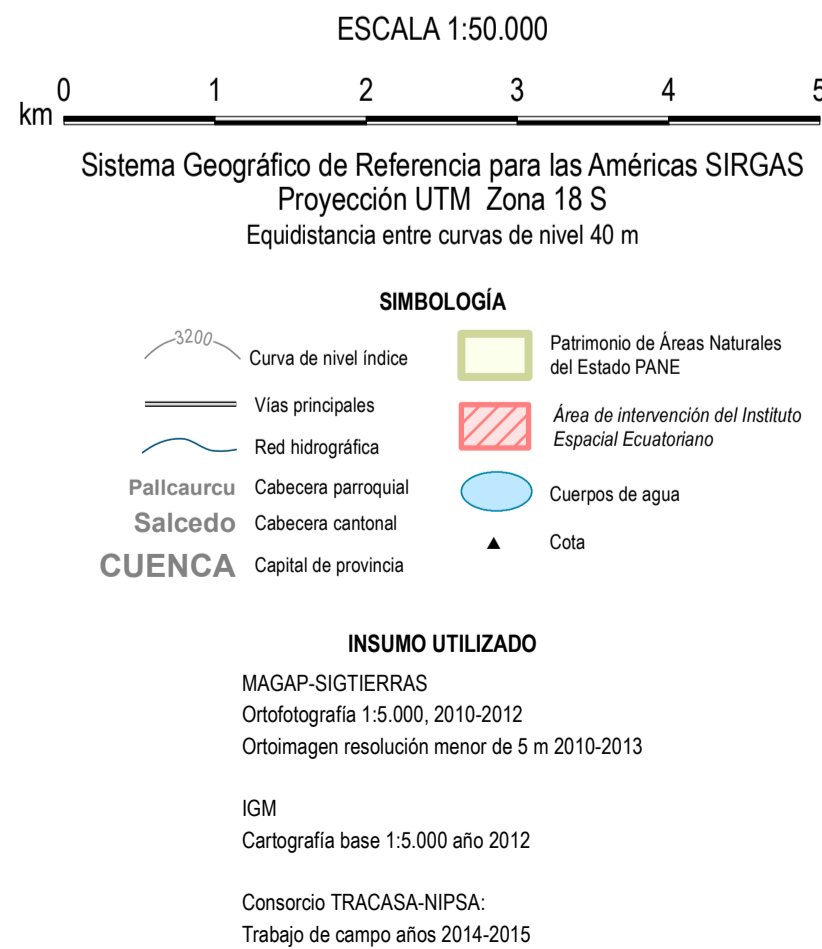 ESCALA 1:50.000
0 1 2 3 4 5
km
Sistema Geográfico de Referencia para las Américas SIRGAS
Proyección UTM Zona 18 S
Equidistancia entre curvas de nivel 40 m
SIMBOLOGÍA
3200
Curva de nivel índice
Vías principales
Red hidrográfica
Pallcaurcu Cabecera parroquial
Salcedo Cabecera cantonal
CUENCA Capital de provincia
Patrimonio de Áreas Naturales
del Estado PANE
Área de intervención del Instituto
Espacial Ecuatoriano
Cuerpos de agua
Cota
INSUMO UTILIZADO
MAGAP-SIGTIERRAS
Ortofotografía 1:5.000, 2010-2012
Ortoimagen resolución menor de 5 m 2010-2013
IGM
Cartografía base 1:5.000 año 2012
Consorcio TRACASA-NIPSA:
Trabajo de campo años 2014-2015